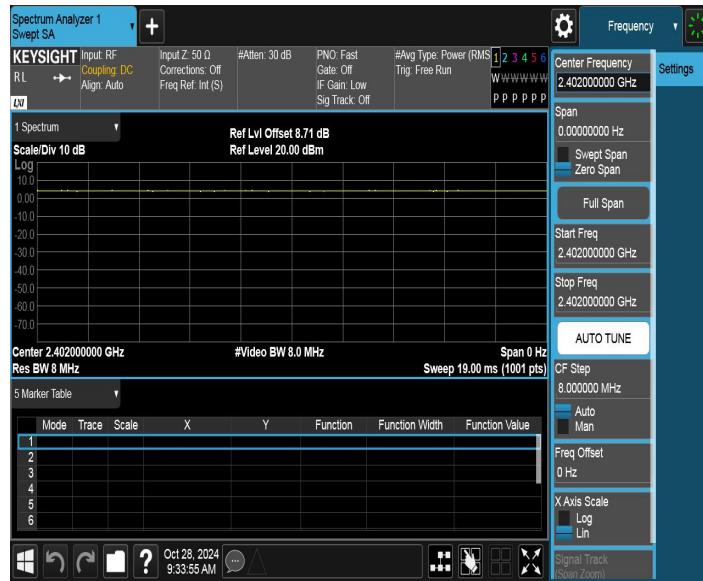 Spectrum Analyzer 1
Swept SA
Frequency
KEYSIGHT
RL
LXI
Input: RF
Coupling: DC
Align: Auto
Input Z: 50 Ω
Corrections: Off
Freq Ref: Int (S)
#Atten: 30 dB
PNO: Fast
Gate: Off
IF Gain: Low
Sig Track: Off
#Avg Type: Power (RMS
Trig: Free Run
1 2 3 4 5 6
W W W W W W
P P P P P P
Center Frequency
2.402000000 GHz
Settings
Span
0.00000000 Hz
Swept Span
Zero Span
Full Span
Start Freq
2.402000000 GHz
Stop Freq
2.402000000 GHz
AUTO TUNE
CF Step
8.000000 MHz
Auto
Man
Freq Offset
0 Hz
X Axis Scale
Log
Lin
Signal Track
(Span Zoom)
1 Spectrum
Scale/Div 10 dB
Ref Lvl Offset 8.71 dB
Ref Level 20.00 dBm
Log
10.0
0.00
-10.0
-20.0
-30.0
-40.0
-50.0
-60.0
-70.0
Center 2.402000000 GHz
#Video BW 8.0 MHz
Span 0 Hz
Res BW 8 MHz
Sweep 19.00 ms (1001 pts)
5 Marker Table
Mode Trace Scale X Y Function Function Width Function Value
1
2
3
4
5
6
?
Oct 28, 2024
9:33:55 AM